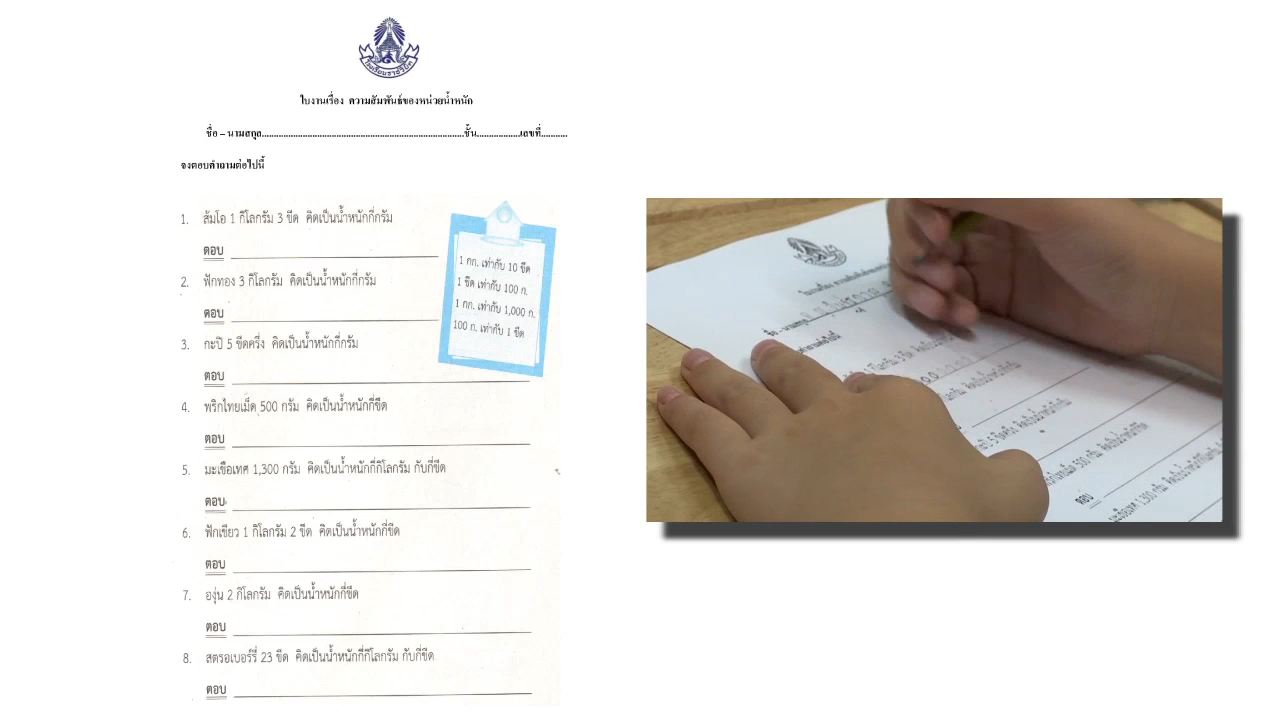 ใบงานเรื่อง ความสัมพันธ์ของหน่วยน้ำหนัก
ชื่อ – นามสกุล..............................................................................ชั้น.................เลขที่..........
จงตอบคำถามต่อไปนี้
1. ส้มโอ 1 กิโลกรัม 3 ขีด คิดเป็นน้ำหนักกี่กรัม
ตอบ
2. ฟักทอง 3 กิโลกรัม คิดเป็นน้ำหนักกี่กรัม
ตอบ
3. กะปิ 5 ขีดครึ่ง คิดเป็นน้ำหนักกี่กรัม
ตอบ
4. พริกไทยเม็ด 500 กรัม คิดเป็นน้ำหนักกี่ขีด
ตอบ
5. มะเขือเทศ 1,300 กรัม คิดเป็นน้ำหนักกี่กิโลกรัม กับกี่ขีด
ตอบ
6. ฟักเขียว 1 กิโลกรัม 2 ขีด คิดเป็นน้ำหนักกี่ขีด
ตอบ
7. องุ่น 2 กิโลกรัม คิดเป็นน้ำหนักกี่ขีด
ตอบ
8. สตรอเบอร์รี่ 23 ขีด คิดเป็นน้ำหนักกี่กิโลกรัม กับกี่ขีด
ตอบ
1 กก. เท่ากับ 10 ขีด
1 ขีด เท่ากับ 100 ก.
1 กก. เท่ากับ 1,000 ก.
100 ก. เท่ากับ 1 ขีด